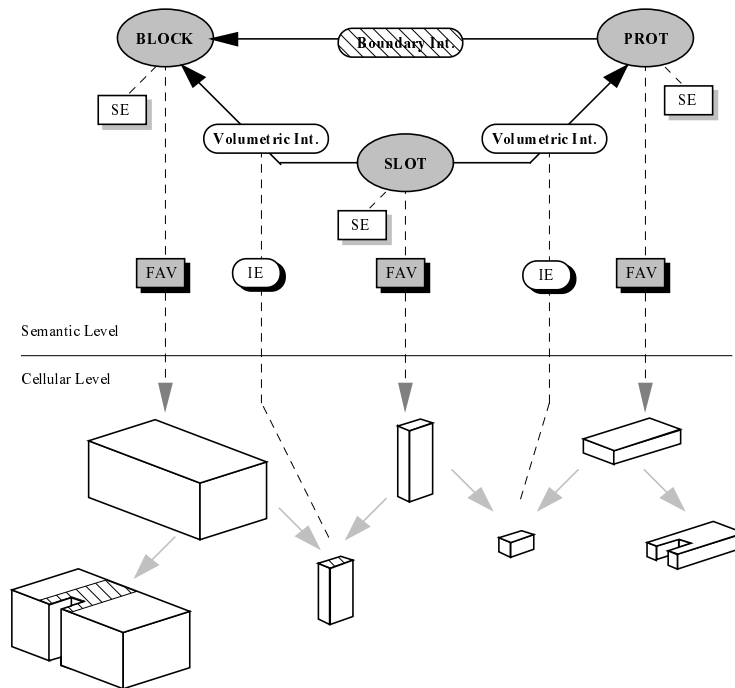 BLOCK
Boundary Int.
PROT
SE
SE
Volumetric Int.
Volumetric Int.
SLOT
SE
FAV
IE
FAV
IE
FAV
Semantic Level
Cellular Level